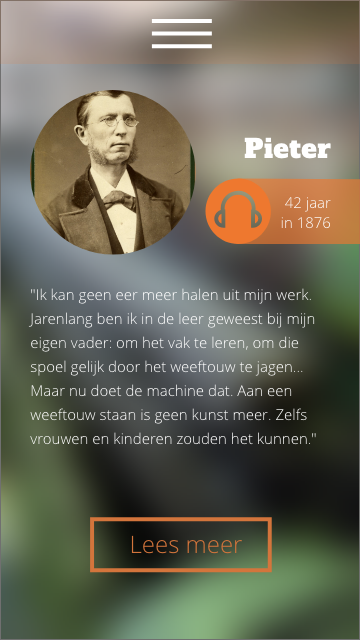 Pieter
42 jaar
in 1876
"Ik kan geen eer meer halen uit mijn werk.
Jarenlang ben ik in de leer geweest bij mijn
eigen vader: om het vak te leren, om die
spoel gelijk door het weeftouw te jagen...
Maar nu doet de machine dat. Aan een
weeftouw staan is geen kunst meer. Zelfs
vrouwen en kinderen zouden het kunnen."
Lees meer